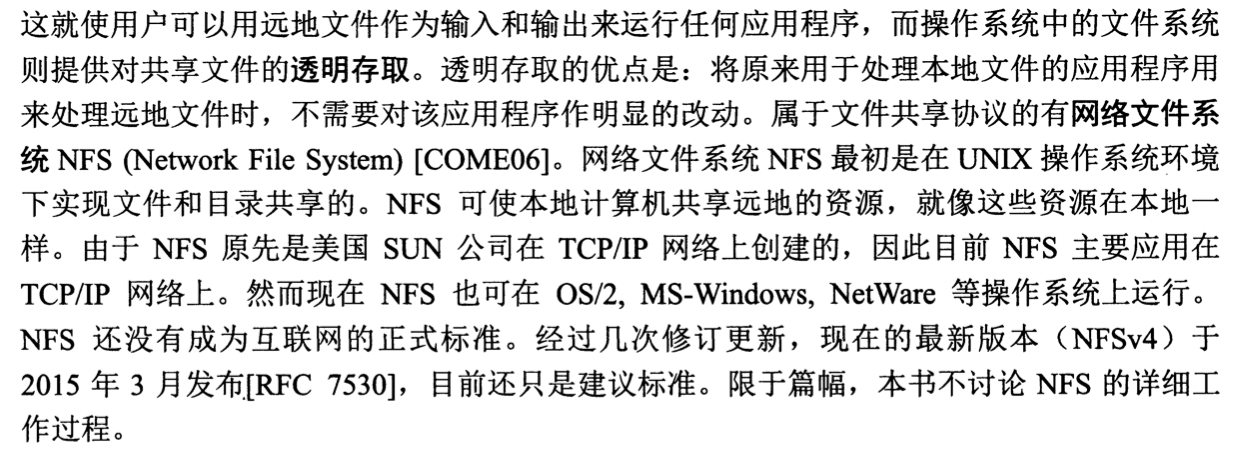 这就使用户可以用远地文件作为输入和输出来运行任何应用程序，而操作系统中的文件系统
则提供对共享文件的透明存取。透明存取的优点是：将原来用于处理本地文件的应用程序用
来处理远地文件时，不需要对该应用程序作明显的改动。属于文件共享协议的有网络文件系
统 NFS (Network File System) [COME06]。网络文件系统 NFS 最初是在 UNIX 操作系统环境
下实现文件和目录共享的。NFS 可使本地计算机共享远地的资源，就像这些资源在本地一
样。由于 NFS 原先是美国 SUN 公司在 TCP/IP 网络上创建的，因此目前 NFS 主要应用在
TCP/IP 网络上。然而现在 NFS 也可在 OS/2, MS-Windows, NetWare 等操作系统上运行。
NFS 还没有成为互联网的正式标准。经过几次修订更新，现在的最新版本（NFSv4）于
2015 年 3 月发布[RFC 7530]，目前还只是建议标准。限于篇幅，本书不讨论 NFS 的详细工
作过程。